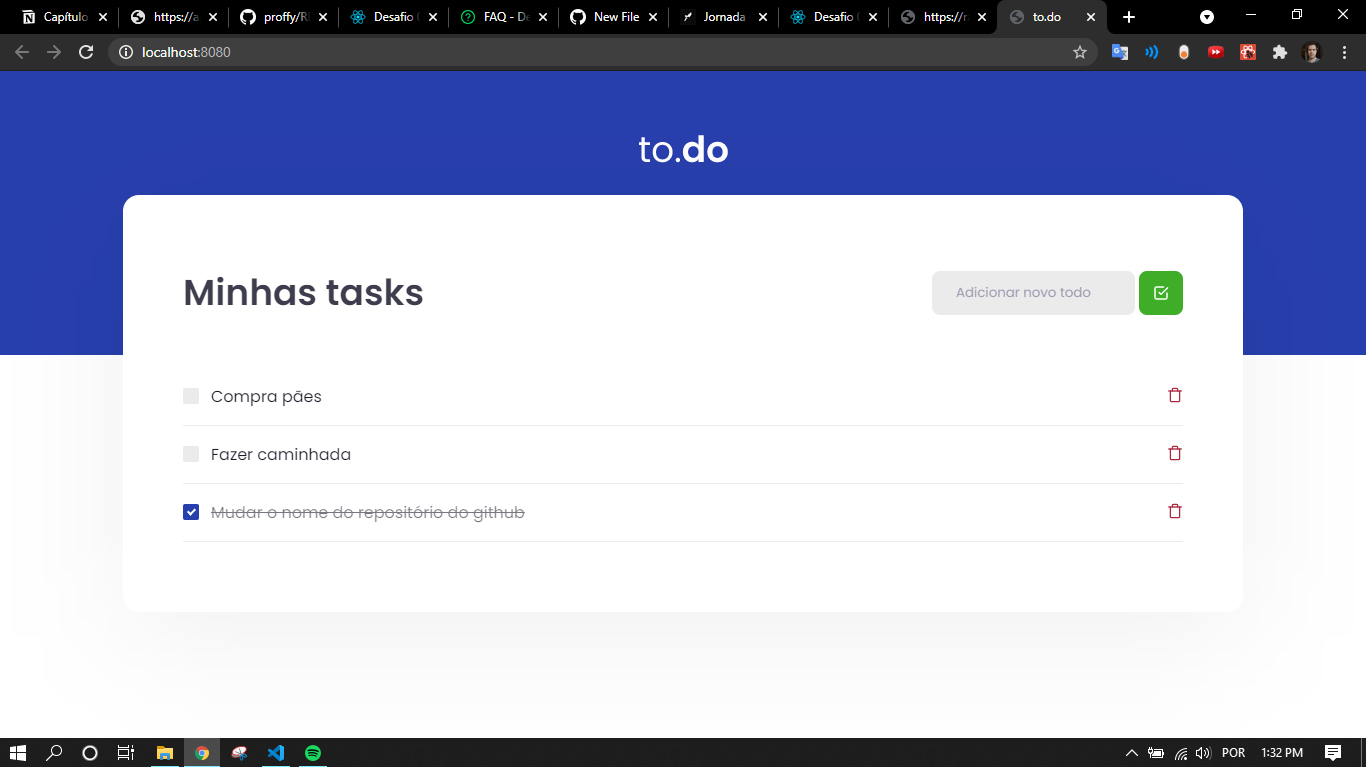 Capítulo
https://a
proffy/RI
Desafio
FAQ - De
New File
Jornada
Desafio
https://r
to.do
localhost:8080
to.do
Minhas tasks
Adicionar novo todo
Compra pães
Fazer caminhada
Mudar o nome do repositório do github
POR
1:32 PM